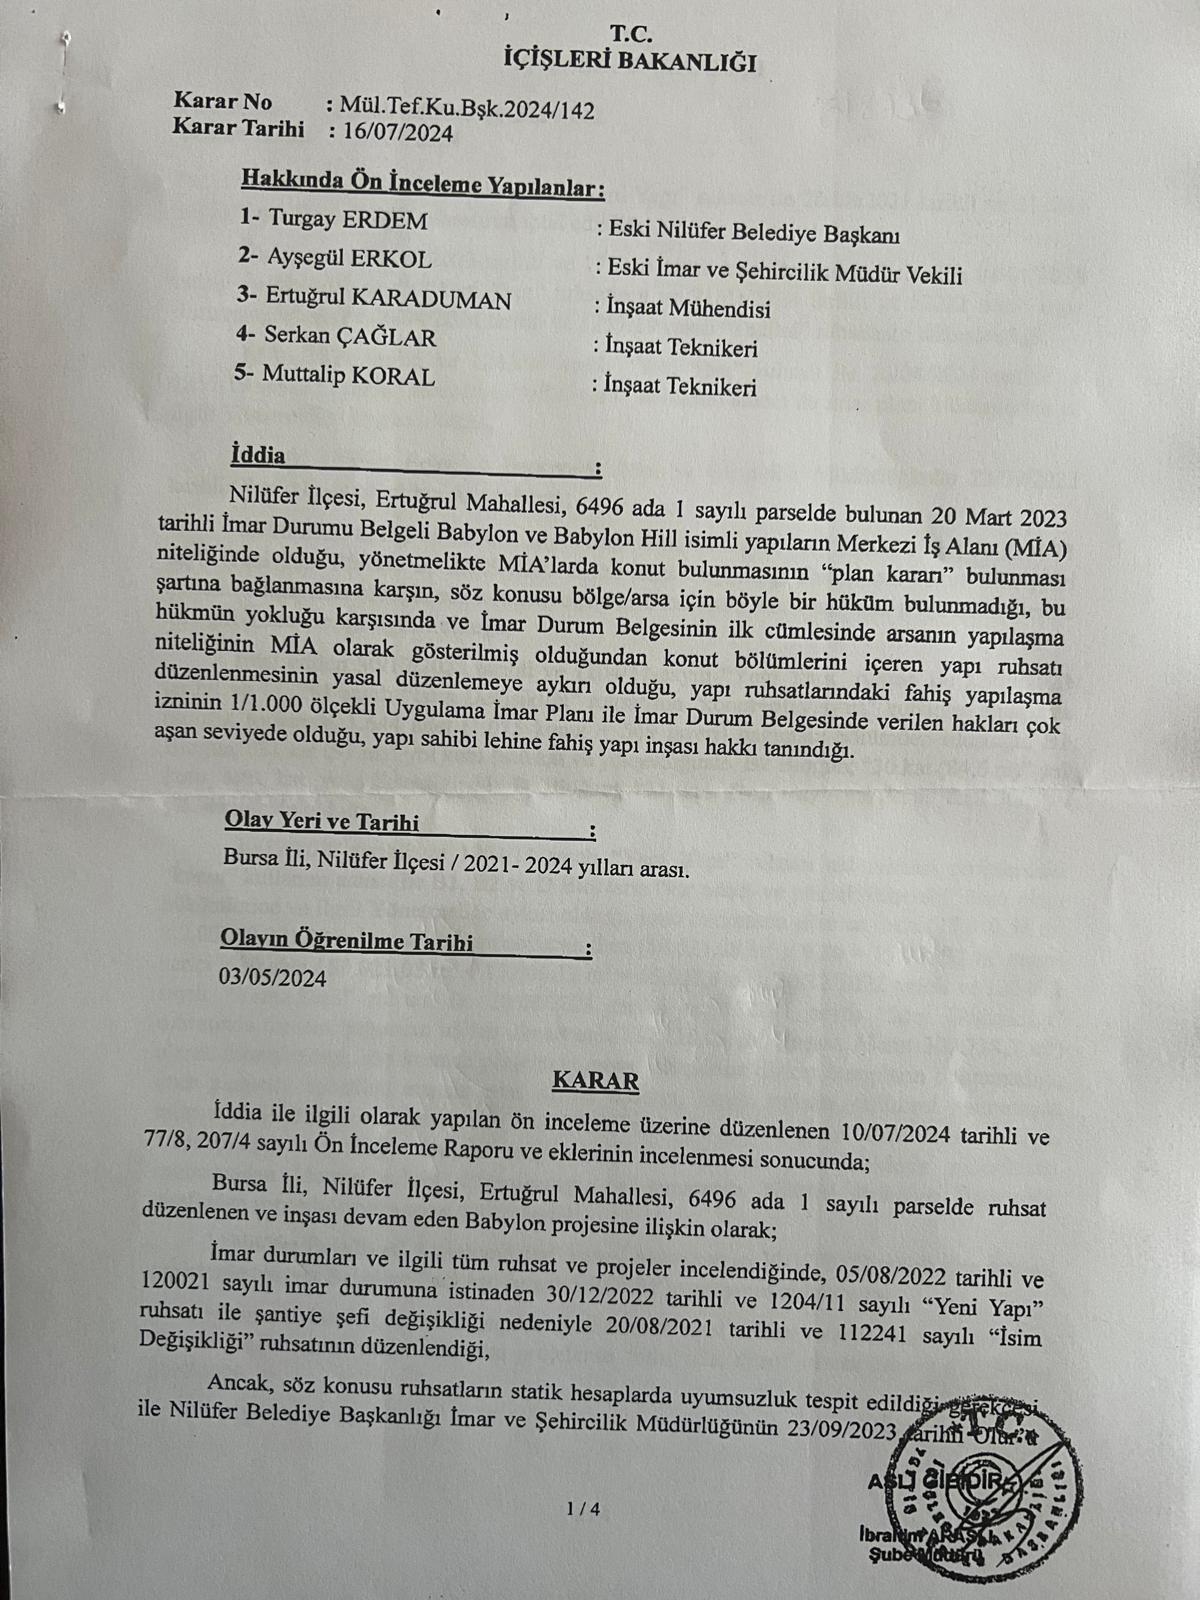 T.C.
İÇİŞLERİ BAKANLIĞI
Karar No : Mül.Tef.Ku.Bşk.2024/142
Karar Tarihi : 16/07/2024
Hakkında Ön İnceleme Yapılanlar:
1- Turgay ERDEM : Eski Nilüfer Belediye Başkanı
2- Ayşegül ERKOL : Eski İmar ve Şehircilik Müdür Vekili
3- Ertuğrul KARADUMAN : İnşaat Mühendisi
4- Serkan ÇAĞLAR : İnşaat Teknikeri
5- Muttalip KORAL : İnşaat Teknikeri
İddia :
Nilüfer İlçesi, Ertuğrul Mahallesi, 6496 ada 1 sayılı parselde bulunan 20 Mart 2023
tarihli İmar Durumu Belgeli Babylon ve Babylon Hill isimli yapıların Merkezi İş Alanı (MİA)
niteliğinde olduğu, yönetmelikte MİA'larda konut bulunmasının “plan kararı” bulunması
şartına bağlanmasına karşın, söz konusu bölge/arsa için böyle bir hüküm bulunmadığı, bu
hükmün yokluğu karşısında ve İmar Durum Belgesinin ilk cümlesinde arsanın yapılaşma
niteliğinin MİA olarak gösterilmiş olduğundan konut bölümlerini içeren yapı ruhsatı
düzenlenmesinin yasal düzenlemeye aykırı olduğu, yapı ruhsatlarındaki fahiş yapılaşma
izninin 1/1.000 ölçekli Uygulama İmar Planı ile İmar Durum Belgesinde verilen hakları çok
aşan seviyede olduğu, yapı sahibi lehine fahiş yapı inşası hakkı tanındığı.
Olay Yeri ve Tarihi :
Bursa İli, Nilüfer İlçesi / 2021- 2024 yılları arası.
Olayın Öğrenilme Tarihi :
03/05/2024
KARAR
İddia ile ilgili olarak yapılan ön inceleme üzerine düzenlenen 10/07/2024 tarihli ve
77/8, 207/4 sayılı Ön İnceleme Raporu ve eklerinin incelenmesi sonucunda;
Bursa İli, Nilüfer İlçesi, Ertuğrul Mahallesi, 6496 ada 1 sayılı parselde ruhsat
düzenlenen ve inşası devam eden Babylon projesine ilişkin olarak;
İmar durumları ve ilgili tüm ruhsat ve projeler incelendiğinde, 05/08/2022 tarihli ve
120021 sayılı imar durumuna istinaden 30/12/2022 tarihli ve 1204/11 sayılı “Yeni Yapı”
ruhsatı ile şantiye şefi değişikliği nedeniyle 20/08/2021 tarihli ve 112241 sayılı “İsim
Değişikliği” ruhsatının düzenlendiği,
Ancak, söz konusu ruhsatların statik hesaplarda uyumsuzluk tespit edildiği gerekçesi
ile Nilüfer Belediye Başkanlığı İmar ve Şehircilik Müdürlüğünün 23/09/2023 tarihli Olur'u
ASLI GİBİDİR
İbrahim ARASLI
Şube Müdürü
1 / 4